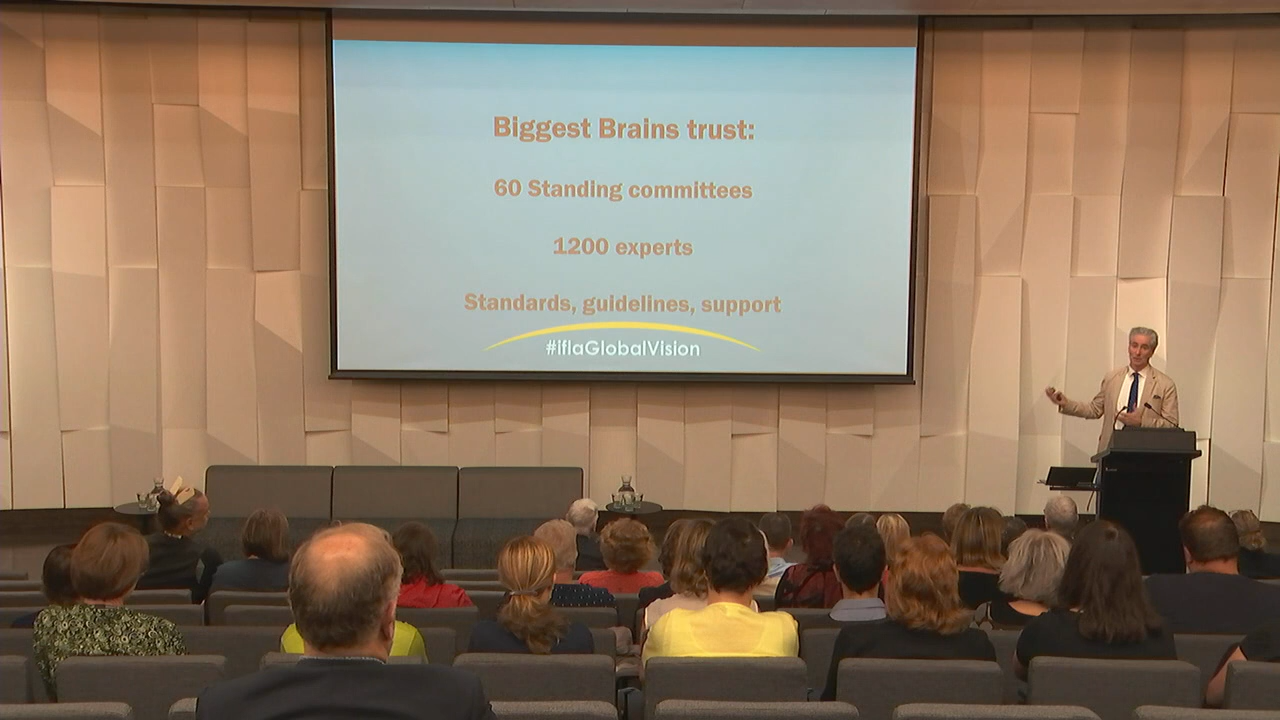 Biggest Brains trust:
60 Standing committees
1200 experts
Standards, guidelines, support
#iflaGlobalVision